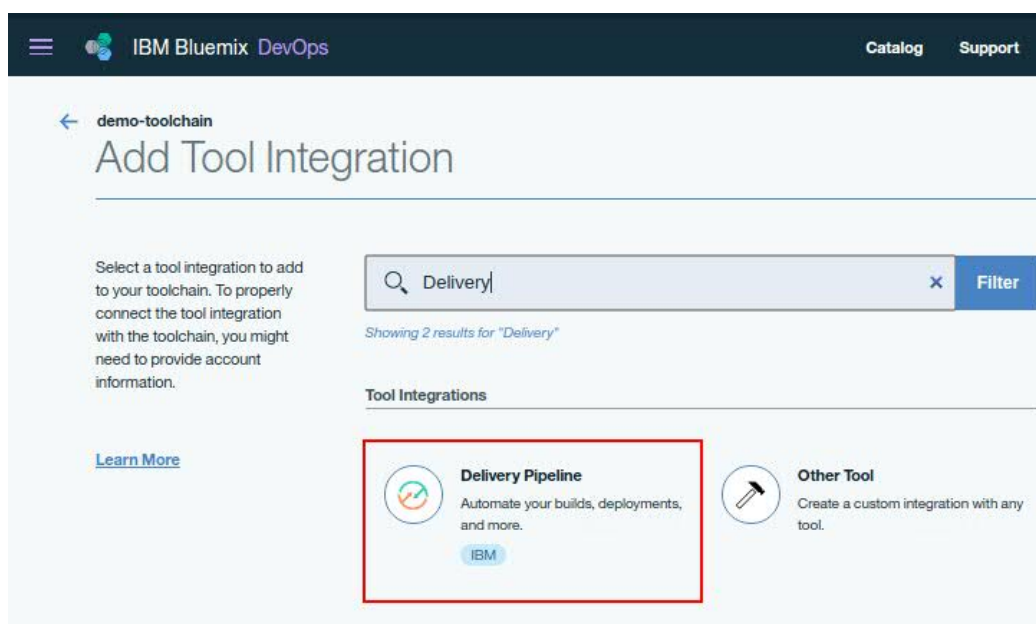 IBM Bluemix DevOps
Catalog
Support
demo-toolchain
Add Tool Integration
Select a tool integration to add
to your toolchain. To properly
connect the tool integration
with the toolchain, you might
need to provide account
information.
Learn More
Delivery
Filter
Showing 2 results for "Delivery"
Tool Integrations
Delivery Pipeline
Automate your builds, deployments,
and more.
IBM
Other Tool
Create a custom integration with any
tool.